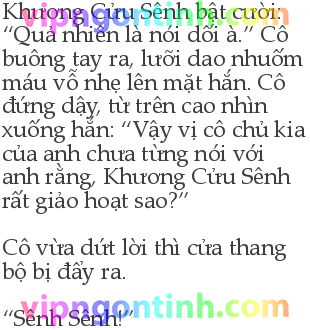 Khương Cửu Sênh bật cười:
“Quả nhiên là nói dối à.” Cô
buông tay ra, lưỡi dao nhuốm
máu vỗ nhẹ lên mặt hắn. Cô
đứng dậy, từ trên cao nhìn
xuống hắn: “Vậy vị cô chủ kia
của anh chưa từng nói với
anh rằng, Khương Cửu Sênh
rất giảo hoạt sao?”
Cô vừa dứt lời thì cửa thang
bộ bị đẩy ra.
“Sênh Sênh!”
vipngontinh.com
vipngontinh.com
vipngontinh.com